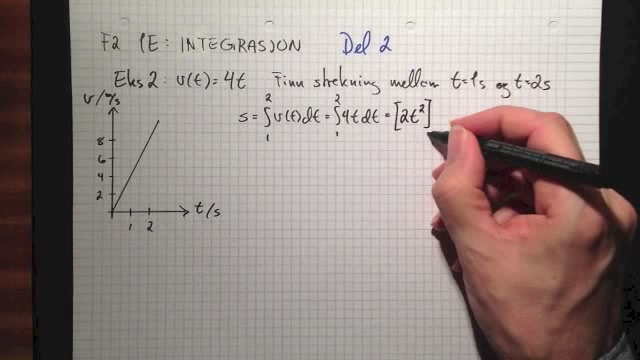 F2 1E: INTEGRASJON Del 2
Eks 2: v(t) = 4t Finn strekning mellom t=1s og t=2s
v/m/s
s = ∫₁² v(t)dt = ∫₁² 4t dt = [2t²]
8
6
4
2
1 2
t/s